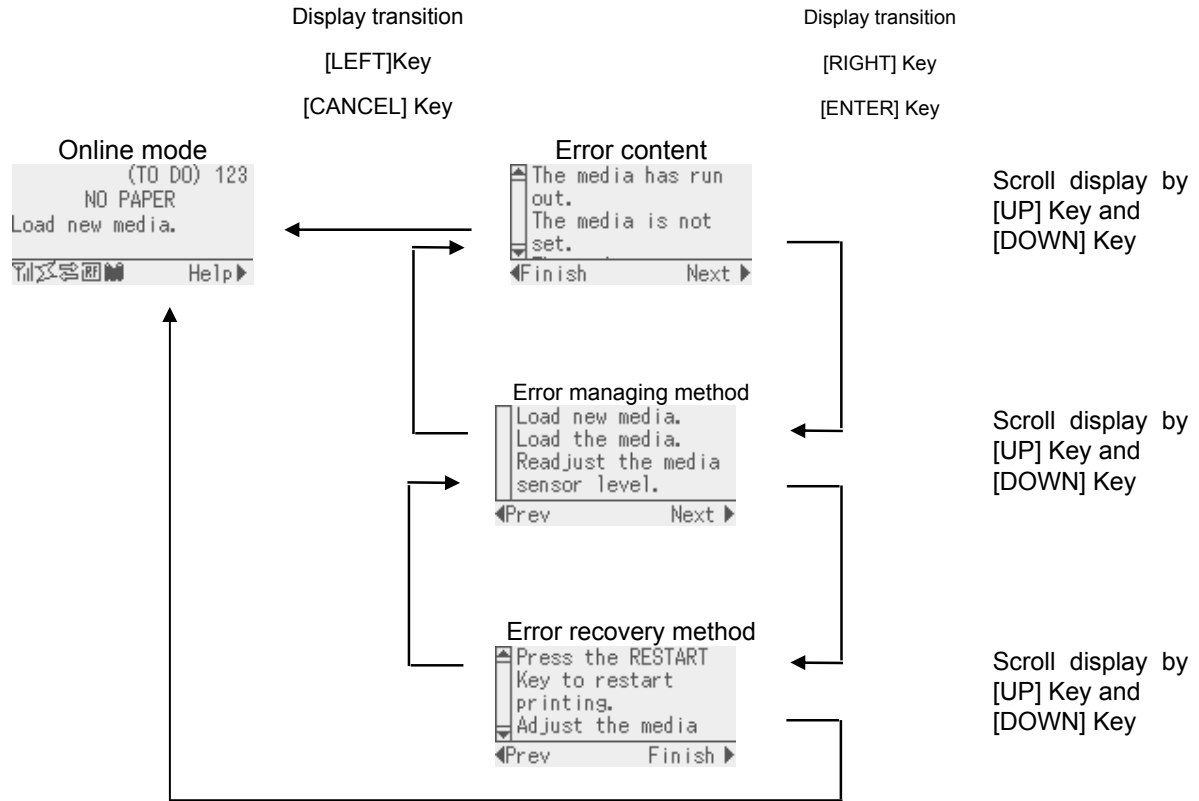 Display transition
[LEFT]Key
[CANCEL] Key
Display transition
[RIGHT] Key
[ENTER] Key
Online mode
(TO DO) 123
NO PAPER
Load new media.
RF
Help
Error content
The media has run
out.
The media is not
set.
Finish Next
Scroll display by
[UP] Key and
[DOWN] Key
Error managing method
Load new media.
Load the media.
Readjust the media
sensor level.
Prev Next
Scroll display by
[UP] Key and
[DOWN] Key
Error recovery method
Press the RESTART
Key to restart
printing.
Adjust the media
Prev Finish
Scroll display by
[UP] Key and
[DOWN] Key